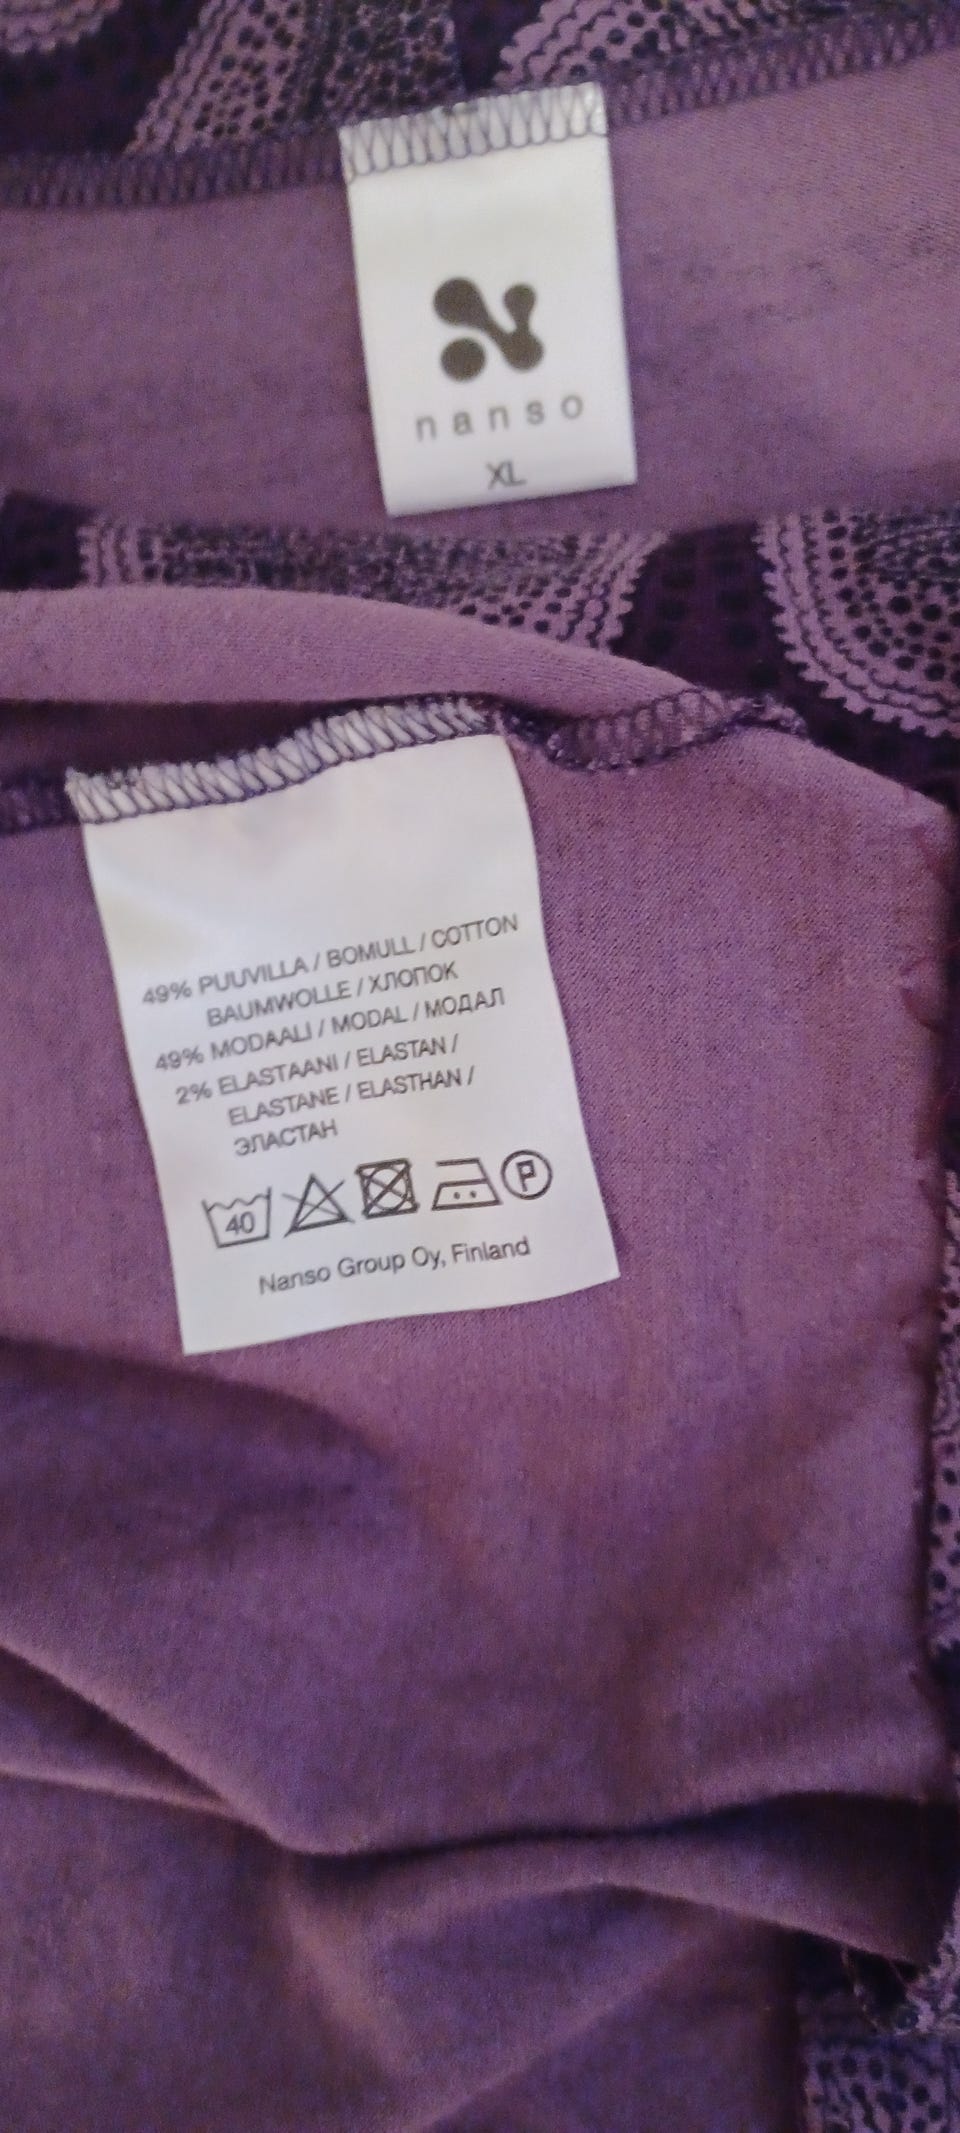 nanso
XL
49% PUUVILLA / BOMULL / COTTON
BAUMWOLLE / ХЛОПОК
49% MODAALI / MODAL / МОДАЛ
2% ELASTAANI / ELASTAN /
ELASTANE / ELASTHAN /
ЭЛАСТАН
40 P
Nanso Group Oy, Finland